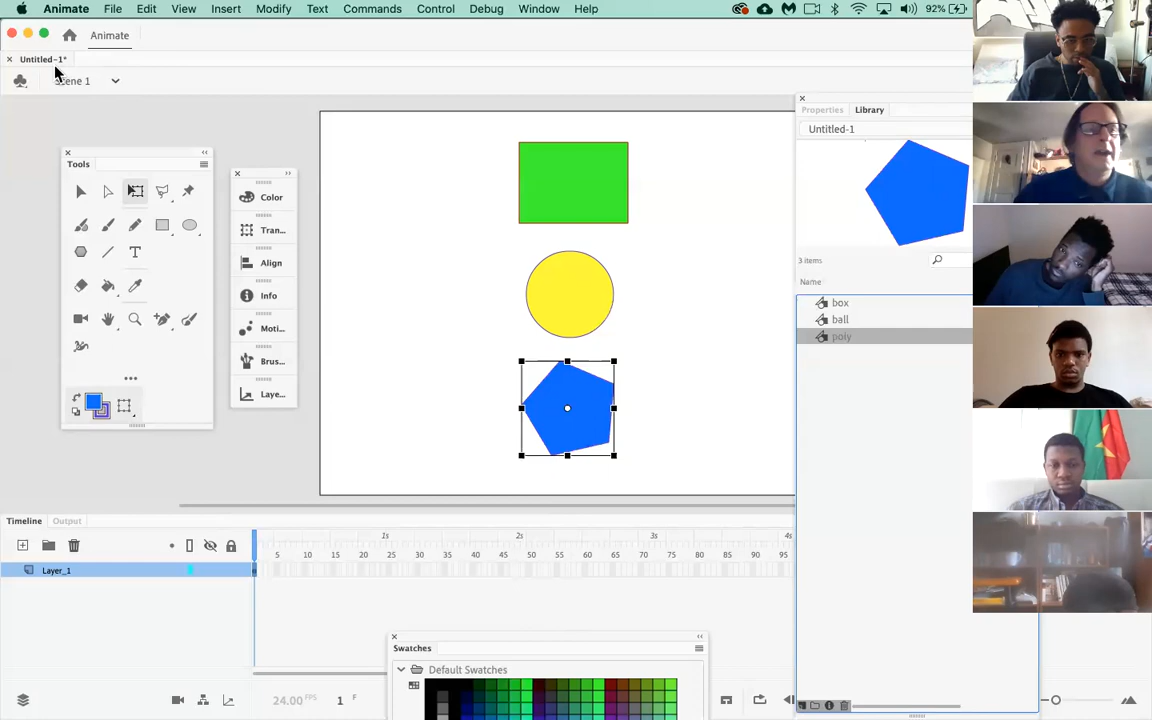 Animate File Edit View Insert Modify Text Commands Control Debug Window Help 92%
Animate
Untitled-1*
Scene 1
Properties Library
Untitled-1
Tools
Color
Tran...
Align
Info
Moti...
Brus...
Laye...
3 items
Name
box
ball
poly
Timeline Output
1s 2s 3s 4s
5 10 15 20 25 30 35 40 45 50 55 60 65 70 75 80 85 90
Layer_1
Swatches
Default Swatches
24.00 FPS 1 F